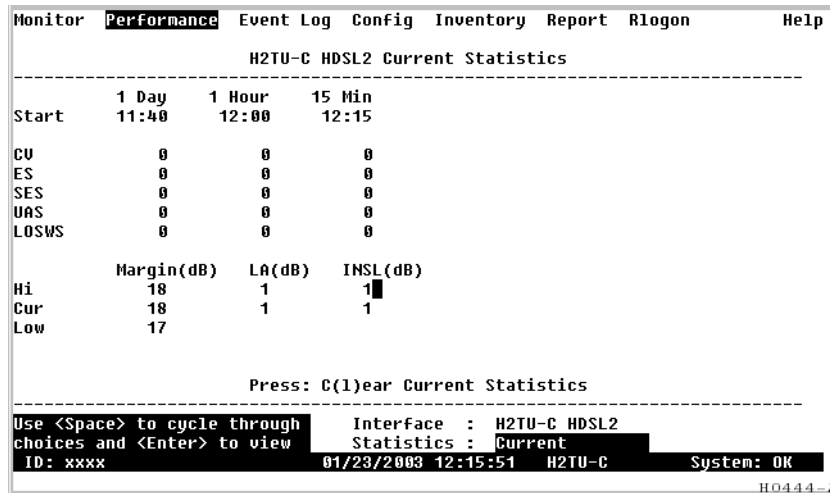 Monitor Performance Event Log Config Inventory Report Rlogon Help
H2TU-C HDSL2 Current Statistics
1 Day 1 Hour 15 Min
Start 11:40 12:00 12:15
CV 0 0 0
ES 0 0 0
SES 0 0 0
UAS 0 0 0
LOSWS 0 0 0
Margin(dB) LA(dB) INSL(dB)
Hi 18 1 1
Cur 18 1 1
Low 17
Press: C(l)ear Current Statistics
Use <Space> to cycle through Interface : H2TU-C HDSL2
choices and <Enter> to view Statistics : Current
ID: xxxx 01/23/2003 12:15:51 H2TU-C System: OK